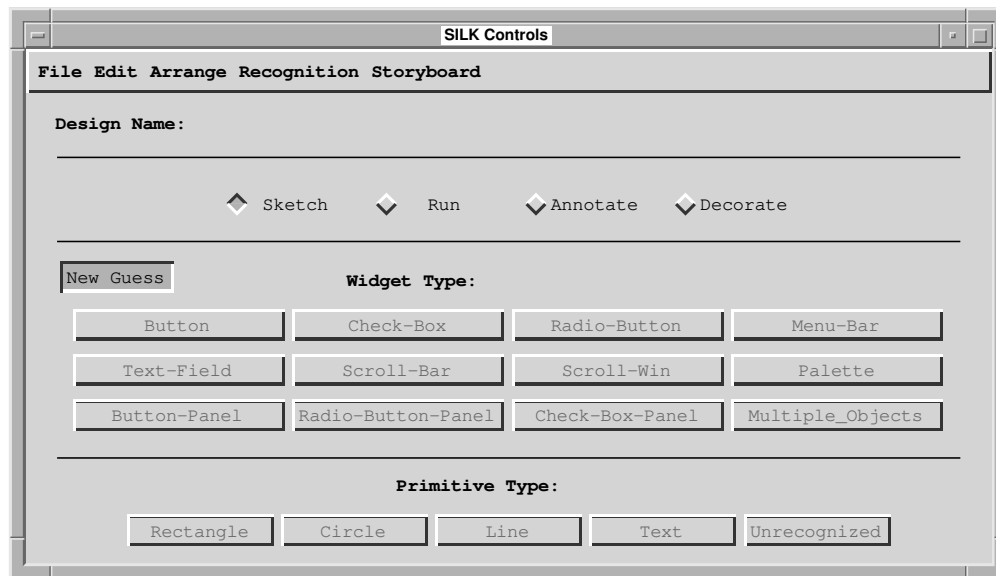 SILK Controls
File Edit Arrange Recognition Storyboard
Design Name:
Sketch Run Annotate Decorate
New Guess Widget Type:
Button Check-Box Radio-Button Menu-Bar
Text-Field Scroll-Bar Scroll-Win Palette
Button-Panel Radio-Button-Panel Check-Box-Panel Multiple_Objects
Primitive Type:
Rectangle Circle Line Text Unrecognized